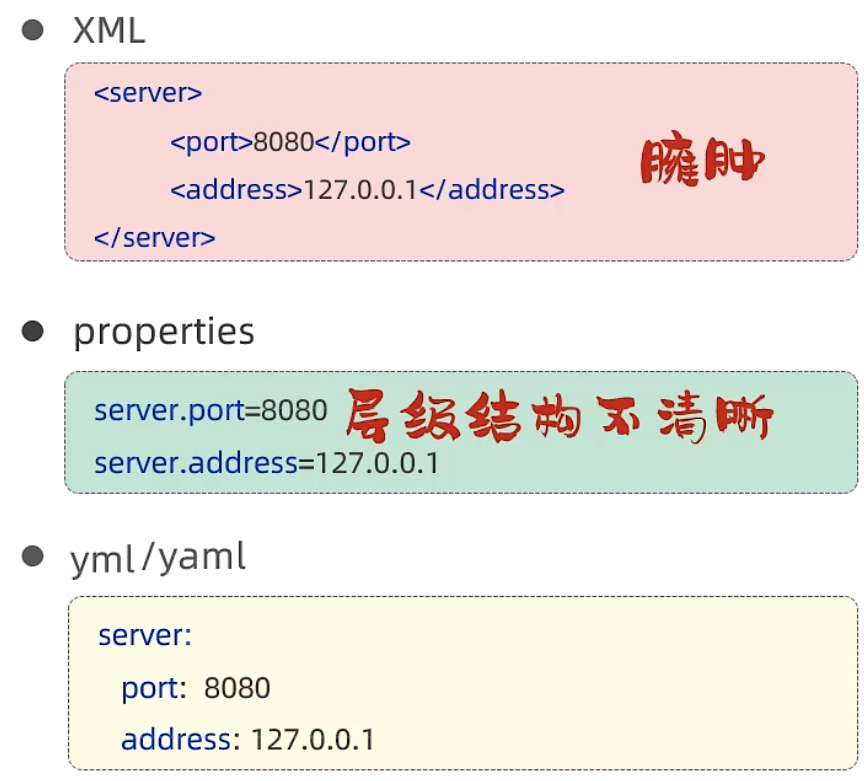 XML
<server>
<port>8080</port>
<address>127.0.0.1</address>
</server>
臃肿
properties
server.port=8080
层级结构不清晰
server.address=127.0.0.1
yml/yaml
server:
port: 8080
address: 127.0.0.1